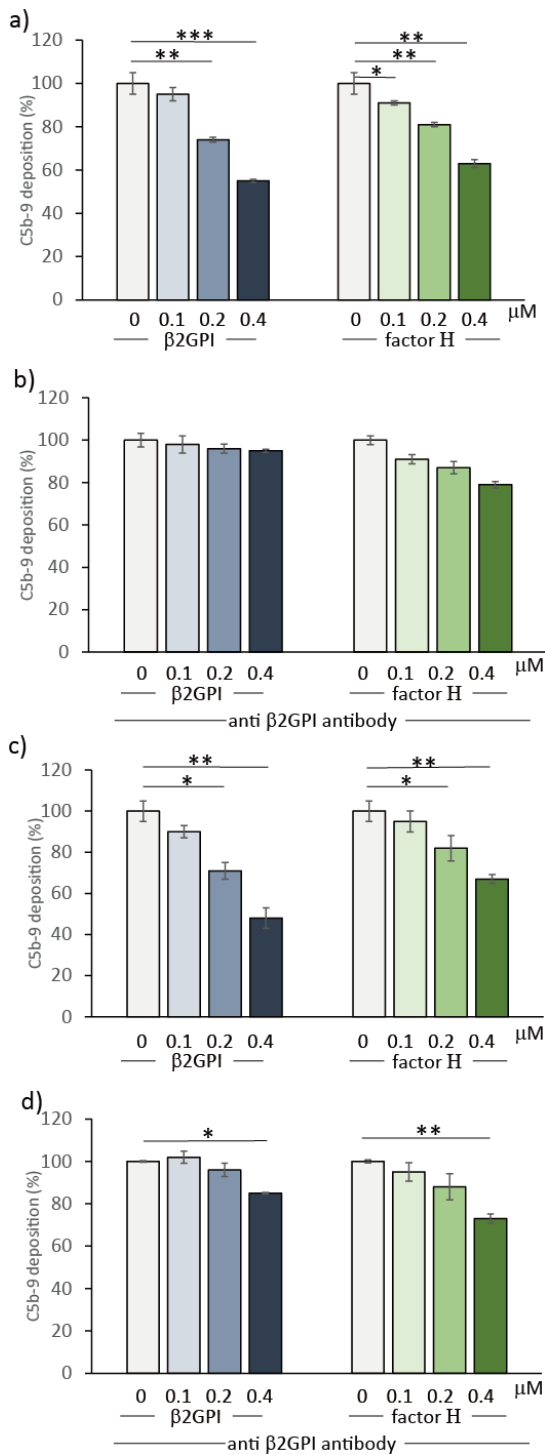 a)
120
100
80
60
40
20
0
C5b-9 deposition (%)
*** **
** **
*
0 0.1 0.2 0.4 0 0.1 0.2 0.4 μM
β2GPI factor H
b)
120
100
80
60
40
20
0
C5b-9 deposition (%)
0 0.1 0.2 0.4 0 0.1 0.2 0.4 μM
β2GPI factor H
anti β2GPI antibody
c)
120
100
80
60
40
20
0
C5b-9 deposition (%)
** **
* *
0 0.1 0.2 0.4 0 0.1 0.2 0.4 μM
β2GPI factor H
d)
120
100
80
60
40
20
0
C5b-9 deposition (%)
* **
0 0.1 0.2 0.4 0 0.1 0.2 0.4 μM
β2GPI factor H
anti β2GPI antibody